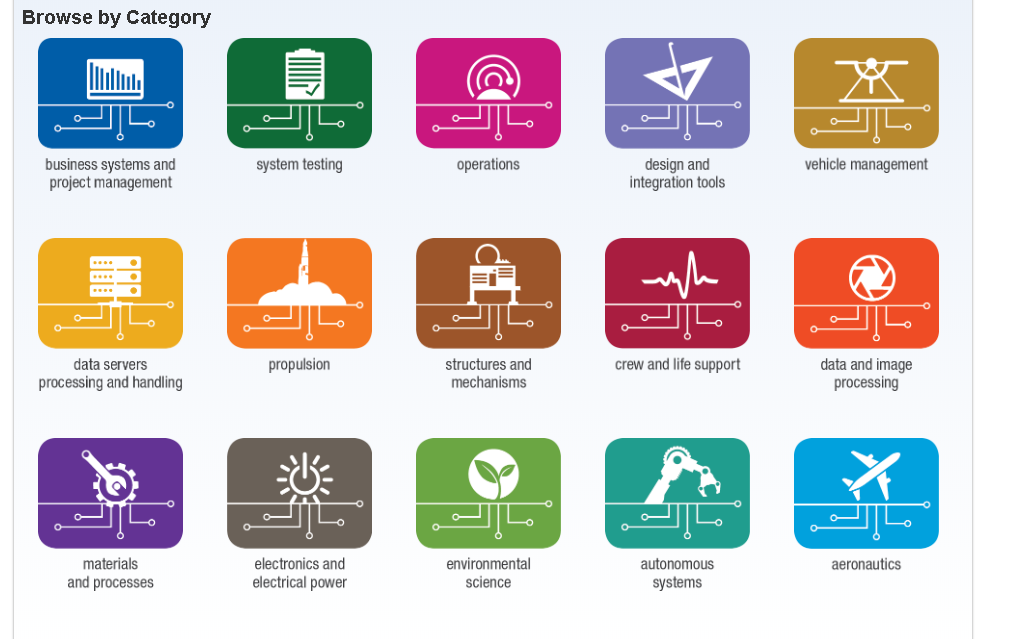 Browse by Category
business systems and
project management
system testing
operations
design and
integration tools
vehicle management
data servers
processing and handling
propulsion
structures and
mechanisms
crew and life support
data and image
processing
materials
and processes
electronics and
electrical power
environmental
science
autonomous
systems
aeronautics